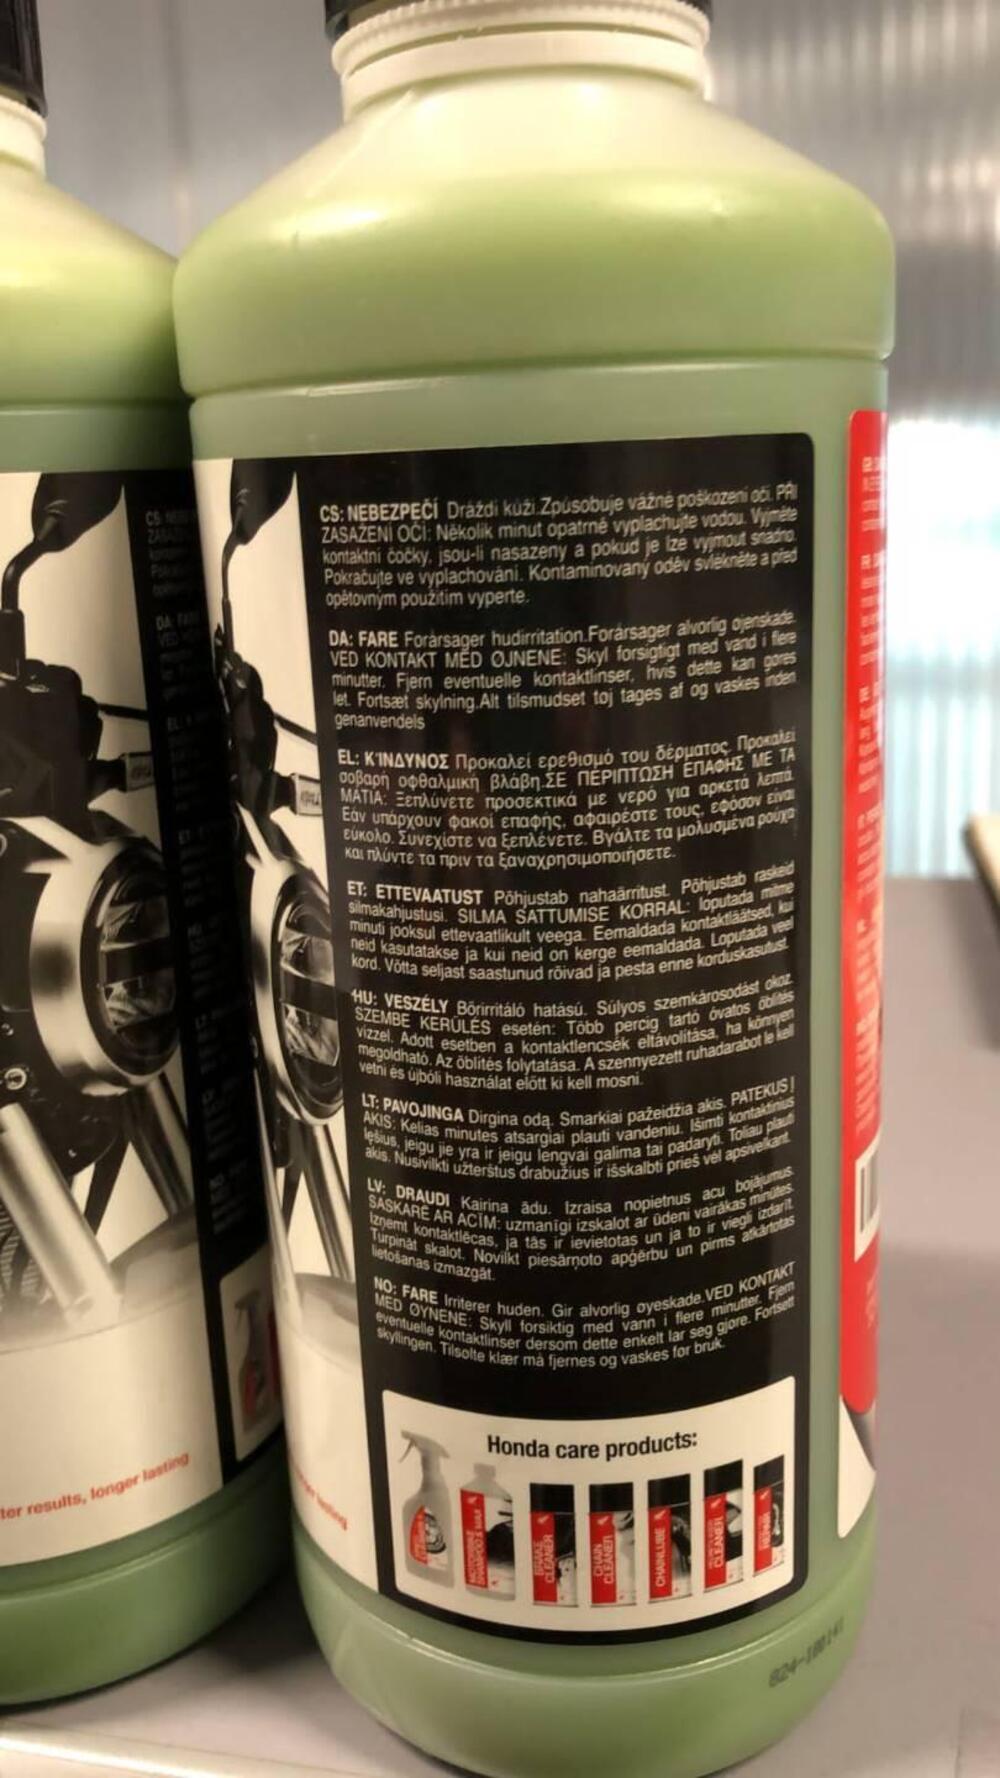 CS: NEBEZPEČÍ Dráždí kůži.Způsobuje vážné poškození očí. PŘI
ZASAŽENÍ OČÍ: Několik minut opatrně vyplachujte vodou. Vyjměte
kontaktní čočky, jsou-li nasazeny a pokud je lze vyjmout snadno.
Pokračujte ve vyplachování. Kontaminovaný oděv svlékněte a před
opětovným použitím vyperte.
DA: FARE Forårsager hudirritation.Forårsager alvorlig øjenskade.
VED KONTAKT MED ØJNENE: Skyl forsigtigt med vand i flere
minutter. Fjern eventuelle kontaktlinser, hvis dette kan gøres
let. Fortsæt skylning.Alt tilsmudset tøj tages af og vaskes inden
genanvendels
EL: Κ'ΙΝΔΥΝΟΣ Προκαλεί ερεθισμό του δέρματος. Προκαλεί
σοβαρή οφθαλμική βλάβη.ΣΕ ΠΕΡΙΠΤΩΣΗ ΕΠΑΦΗΣ ΜΕ ΤΑ
ΜΑΤΙΑ: Ξεπλύνετε προσεκτικά με νερό για αρκετά λεπτά.
Εάν υπάρχουν φακοί επαφής, αφαιρέστε τους, εφόσον είναι
εύκολο. Συνεχίστε να ξεπλένετε. Βγάλτε τα μολυσμένα ρούχα
και πλύντε τα πριν τα ξαναχρησιμοποιήσετε.
ET: ETTEVAATUST Põhjustab nahaärritust. Põhjustab raskeid
silmakahjustusi. SILMA SATTUMISE KORRAL: loputada mitme
minuti jooksul ettevaatlikult veega. Eemaldada kontaktläätsed, kui
neid kasutatakse ja kui neid on kerge eemaldada. Loputada veel
kord. Võtta seljast saastunud rõivad ja pesta enne korduskasutust.
HU: VESZÉLY Bőrirritáló hatású. Súlyos szemkárosodást okoz.
SZEMBE KERÜLÉS esetén: Több percig tartó óvatos öblítés
vízzel. Adott esetben a kontaktlencsék eltávolítása, ha könnyen
megoldható. Az öblítés folytatása. A szennyezett ruhadarabot le kell
vetni és újbóli használat előtt ki kell mosni.
LT: PAVOJINGA Dirgina odą. Smarkiai pažeidžia akis. PATEKUS Į
AKIS: Kelias minutes atsargiai plauti vandeniu. Išimti kontaktinius
lęšius, jeigu jie yra ir jeigu lengvai galima tai padaryti. Toliau plauti
akis. Nusivilkti užterštus drabužius ir išskalbti prieš vėl apsivelkant.
LV: DRAUDI Kairina ādu. Izraisa nopietnus acu bojājumus.
SASKARĒ AR ACĪM: uzmanīgi izskalot ar ūdeni vairākas minūtes.
Izņemt kontaktlēcas, ja tās ir ievietotas un ja to ir viegli izdarīt.
Turpināt skalot. Novilkt piesārņoto apģērbu un pirms atkārtotas
lietošanas izmazgāt.
NO: FARE Irriterer huden. Gir alvorlig øyeskade.VED KONTAKT
MED ØYNENE: Skyll forsiktig med vann i flere minutter. Fjern
eventuelle kontaktlinser dersom dette enkelt lar seg gjøre. Fortsett
skyllingen. Tilsølte klær må fjernes og vaskes før bruk.
Honda care products:
BRAKE CLEANER
CHAIN CLEANER
CHAINLUBE
CLEANER
ter results, longer lasting
lasting